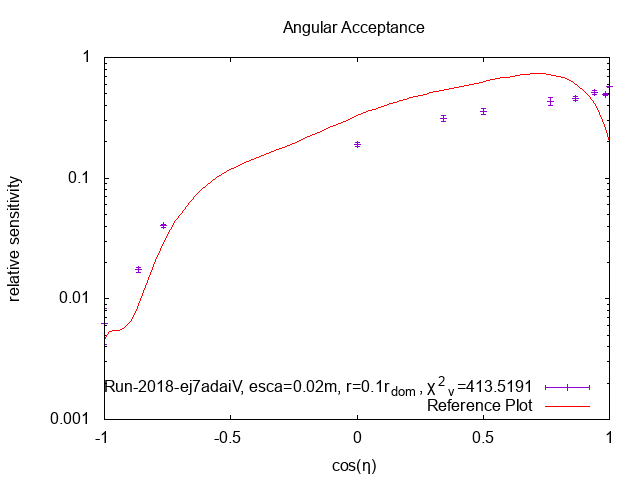 Angular Acceptance
1
0.1
0.01
0.001
relative sensitivity
Run-2018-ej7adaiV, esca=0.02m, r=0.1r_dom, χ²_v=413.5191
Reference Plot
-1 -0.5 0 0.5 1
cos(η)